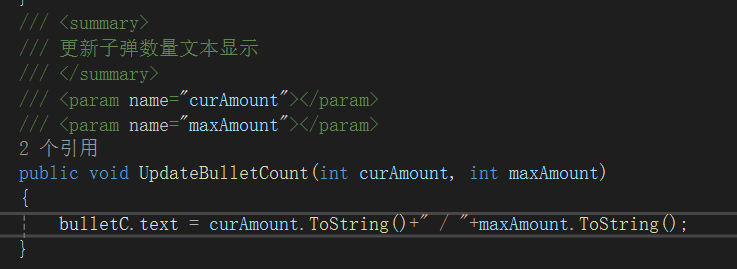 }
/// <summary>
/// 更新子弹数量文本显示
/// </summary>
/// <param name="curAmount"></param>
/// <param name="maxAmount"></param>
2 个引用
public void UpdateBulletCount(int curAmount, int maxAmount)
{
bulletC.text = curAmount.ToString()+" / "+maxAmount.ToString();
}